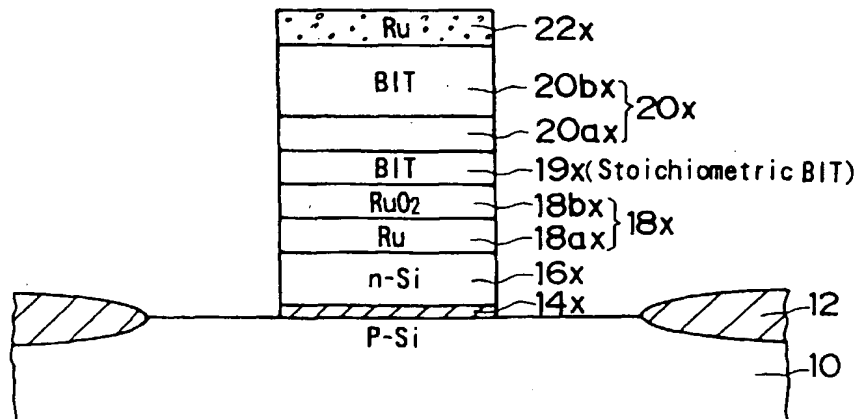 Ru 22x
BIT 20bx
20x
20ax
BIT 19x(Stoichiometric BIT)
RuO2 18bx
18x
Ru 18ax
n-Si 16x
14x
12
P-Si
10